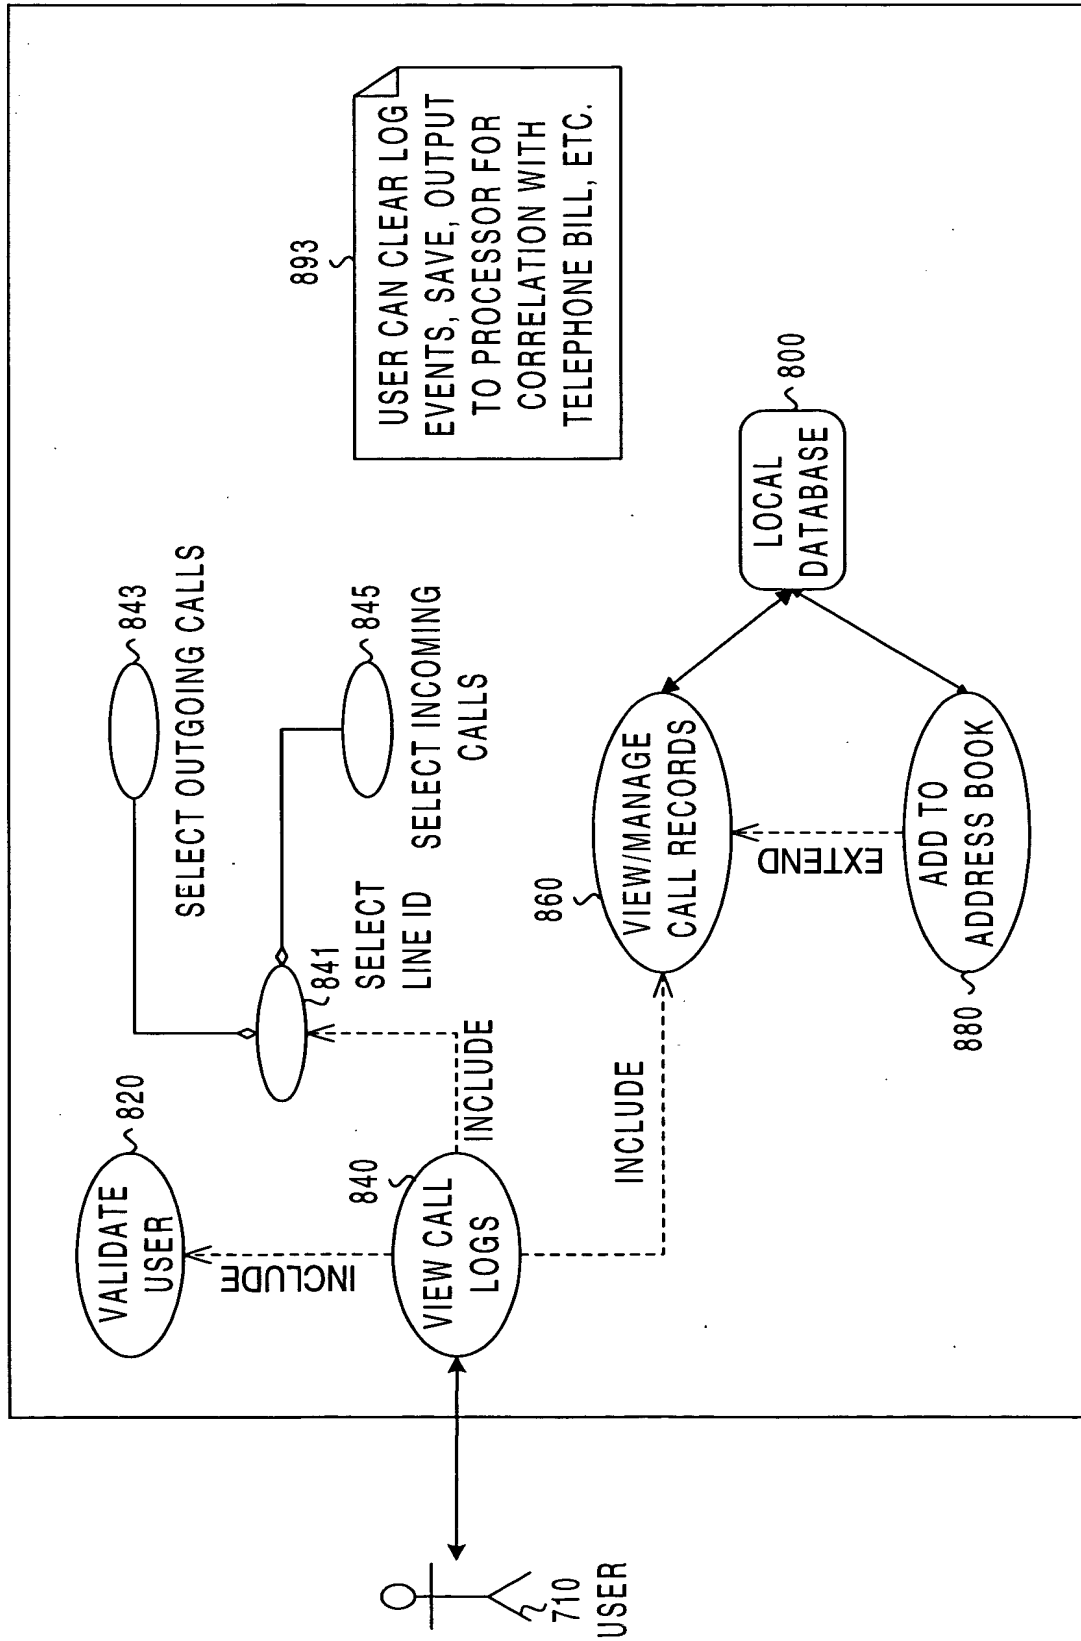 VALIDATE
USER
820
INCLUDE
710
USER
840
VIEW CALL
LOGS
INCLUDE
841
SELECT
LINE ID
843
SELECT OUTGOING CALLS
845
SELECT INCOMING
CALLS
893
USER CAN CLEAR LOG
EVENTS, SAVE, OUTPUT
TO PROCESSOR FOR
CORRELATION WITH
TELEPHONE BILL, ETC.
INCLUDE
860
VIEW/MANAGE
CALL RECORDS
EXTEND
880
ADD TO
ADDRESS BOOK
LOCAL
DATABASE
800